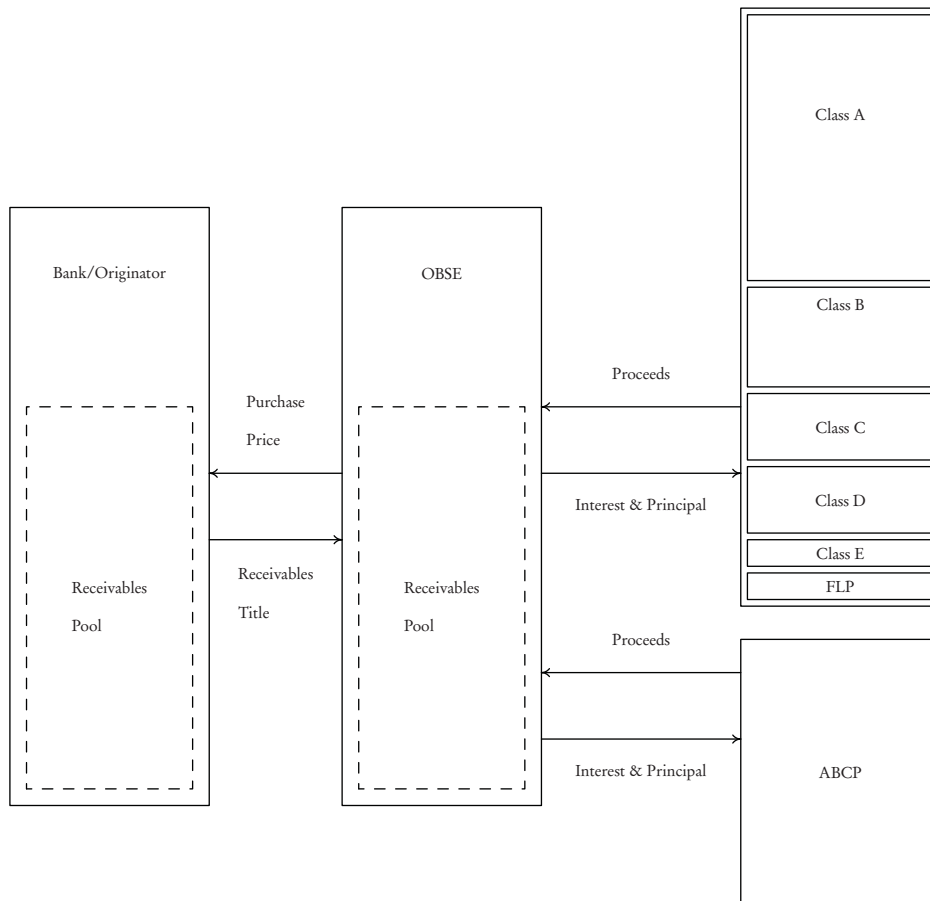 Class A
Bank/Originator
OBSE
Class B
Proceeds
Purchase
Price
Class C
Interest & Principal
Class D
Class E
Receivables
Title
Receivables
Pool
Receivables
Pool
FLP
Proceeds
Interest & Principal
ABCP